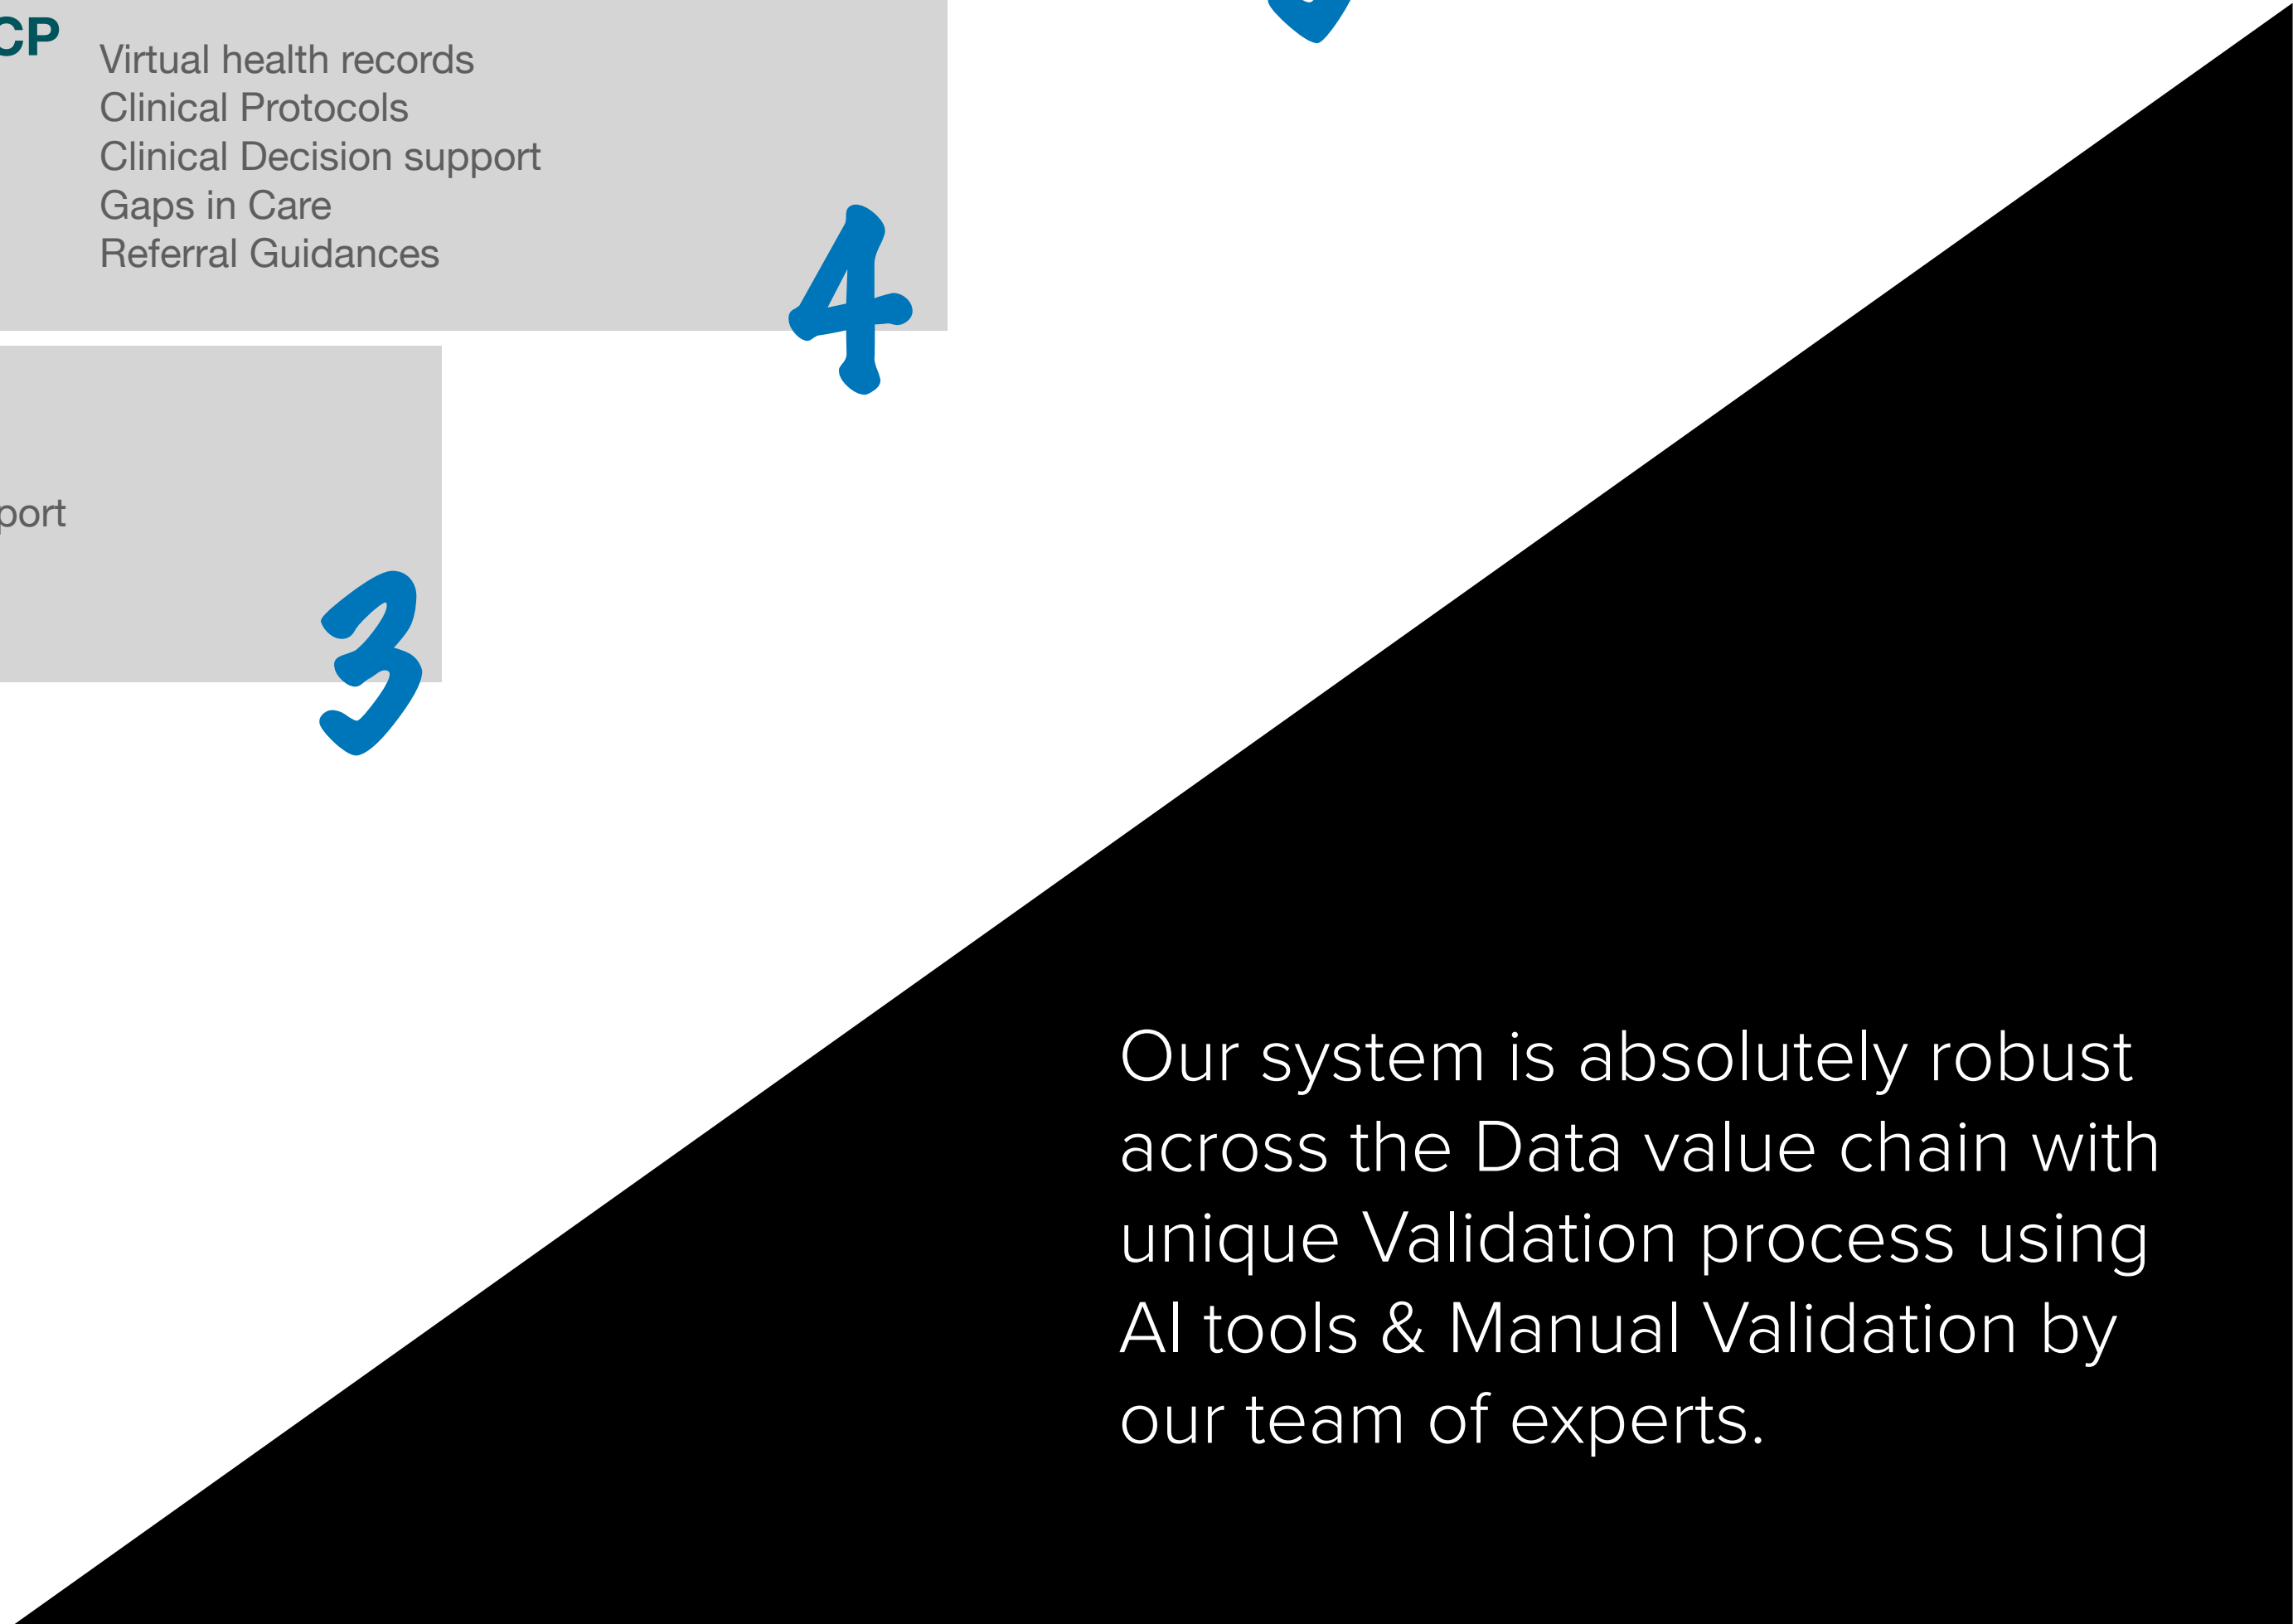 CP
Virtual health records
Clinical Protocols
Clinical Decision support
Gaps in Care
Referral Guidances
4
port
3
Our system is absolutely robust
across the Data value chain with
unique Validation process using
AI tools & Manual Validation by
our team of experts.